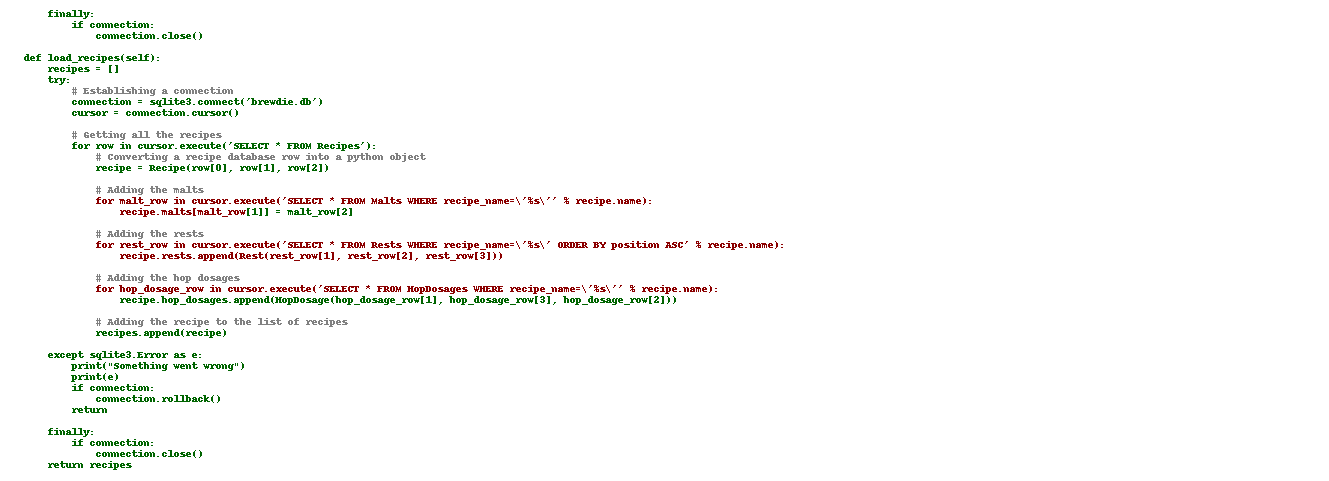 finally:
if connection:
connection.close()
def load_recipes(self):
recipes = []
try:
# Establishing a connection
connection = sqlite3.connect('brewdie.db')
cursor = connection.cursor()
# Getting all the recipes
for row in cursor.execute('SELECT * FROM Recipes'):
# Converting a recipe database row into a python object
recipe = Recipe(row[0], row[1], row[2])
# Adding the malts
for malt_row in cursor.execute('SELECT * FROM Malts WHERE recipe_name=\'%s\'' % recipe.name):
recipe.malts[malt_row[1]] = malt_row[2]
# Adding the rests
for rest_row in cursor.execute('SELECT * FROM Rests WHERE recipe_name=\'%s\' ORDER BY position ASC' % recipe.name):
recipe.rests.append(Rest(rest_row[1], rest_row[2], rest_row[3]))
# Adding the hop dosages
for hop_dosage_row in cursor.execute('SELECT * FROM HopDosages WHERE recipe_name=\'%s\'' % recipe.name):
recipe.hop_dosages.append(HopDosage(hop_dosage_row[1], hop_dosage_row[3], hop_dosage_row[2]))
# Adding the recipe to the list of recipes
recipes.append(recipe)
except sqlite3.Error as e:
print("Something went wrong")
print(e)
if connection:
connection.rollback()
return
finally:
if connection:
connection.close()
return recipes